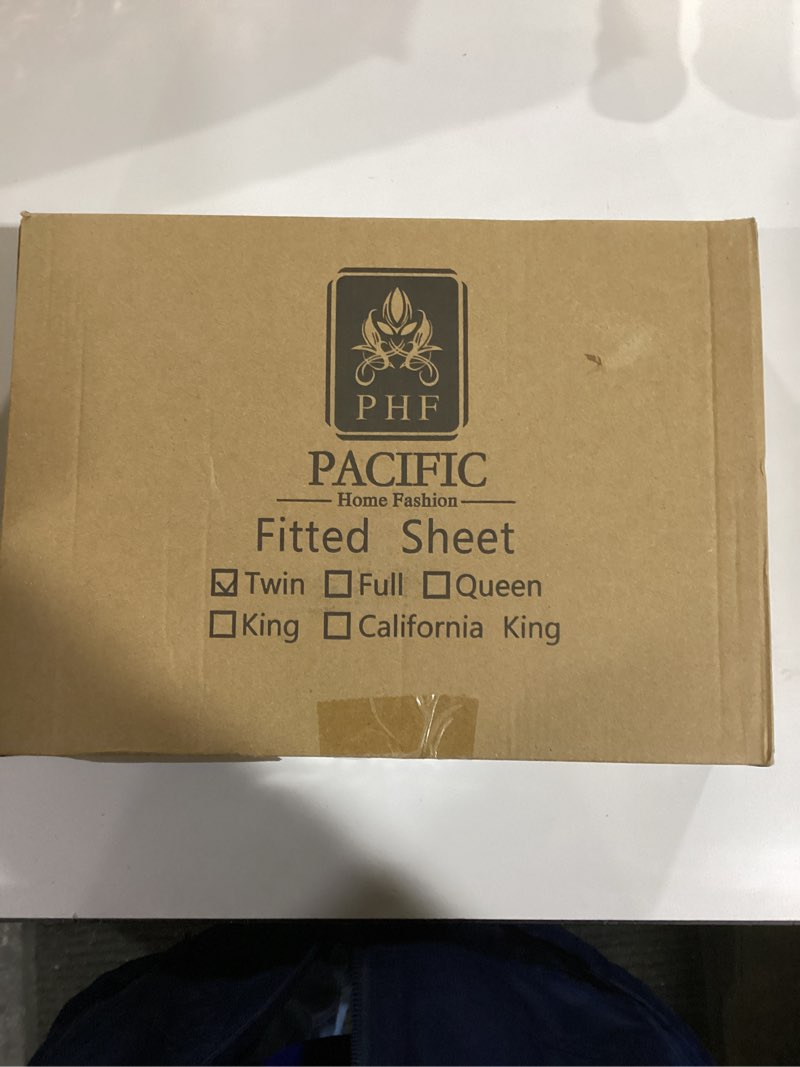 PHF
PACIFIC
Home Fashion
Fitted Sheet
☑Twin ☐Full ☐Queen
☐King ☐California King